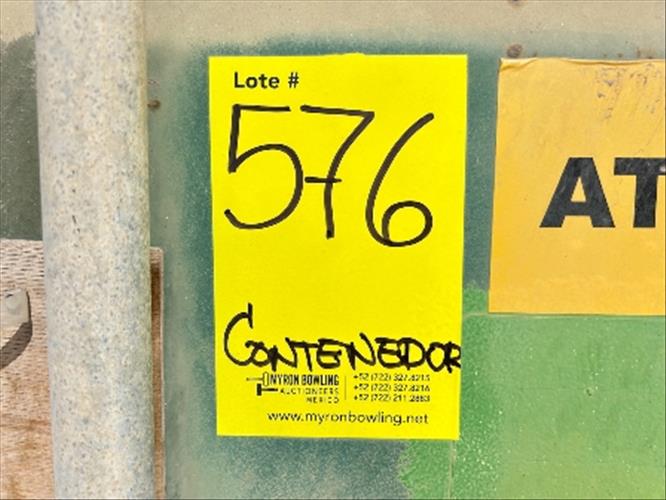 Lote #
576
CONTENEDOR
MYRON BOWLING
AUCTIONEERS
MEXICO
+52 (722) 327.8215
+52 (722) 327.8216
+52 (722) 211.2883
www.myronbowling.net
AT